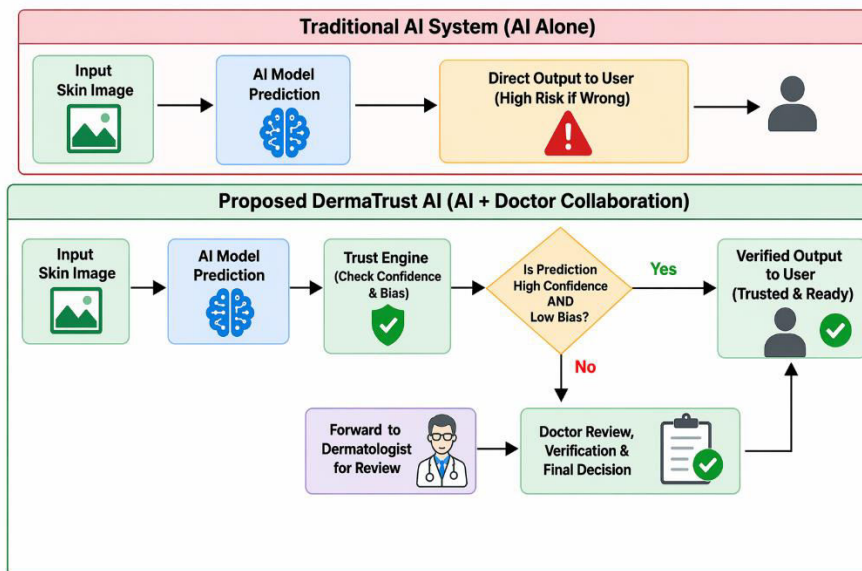 Traditional AI System (AI Alone)
Input
Skin Image
AI Model
Prediction
Direct Output to User
(High Risk if Wrong)
Proposed DermaTrust AI (AI + Doctor Collaboration)
Input
Skin Image
AI Model
Prediction
Trust Engine
(Check Confidence
& Bias)
Is Prediction
High Confidence
AND
Low Bias?
Yes
Verified Output
to User
(Trusted & Ready)
No
Forward to
Dermatologist
for Review
Doctor Review,
Verification &
Final Decision